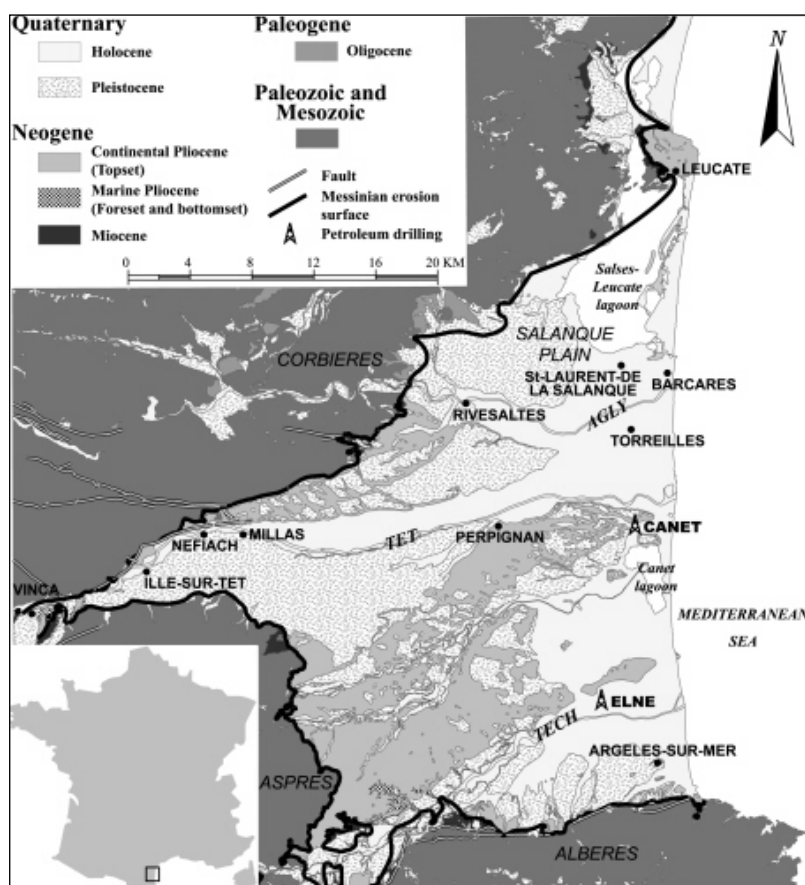 Quaternary
Holocene
Pleistocene
Neogene
Continental Pliocene
(Topset)
Marine Pliocene
(Foreset and bottomset)
Miocene
Paleogene
Oligocene
Paleozoic and
Mesozoic
Fault
Messinian erosion
surface
Petroleum drilling
0 4 8 12 16 20 KM
N
LEUCATE
Salses-
Leucate
lagoon
CORBIERES
SALANQUE
PLAIN
St-LAURENT-DE
LA SALANQUE
BARCARES
RIVESALTES
AGLY
TORREILLES
NEFIACH
MILLAS
TET
PERPIGNAN
CANET
VINCA
ILLE-SUR-TET
Canet
lagoon
MEDITERRANEAN
SEA
ELNE
TECH
ARGELES-SUR-MER
ASPRES
ALBERES